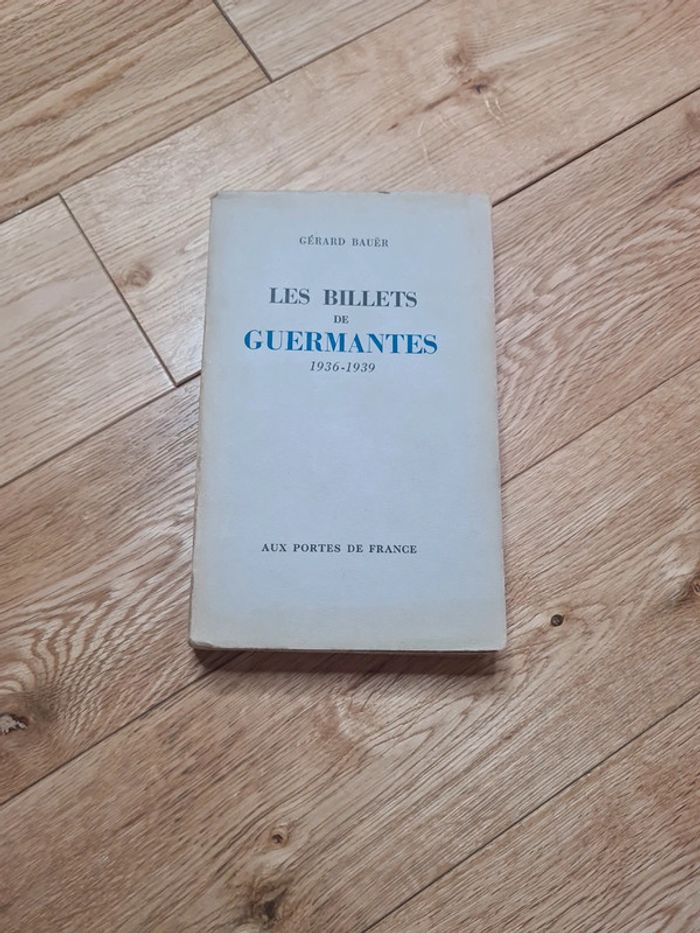 GÉRARD BAUËR
LES BILLETS
DE
GUERMANTES
1936-1939
AUX PORTES DE FRANCE